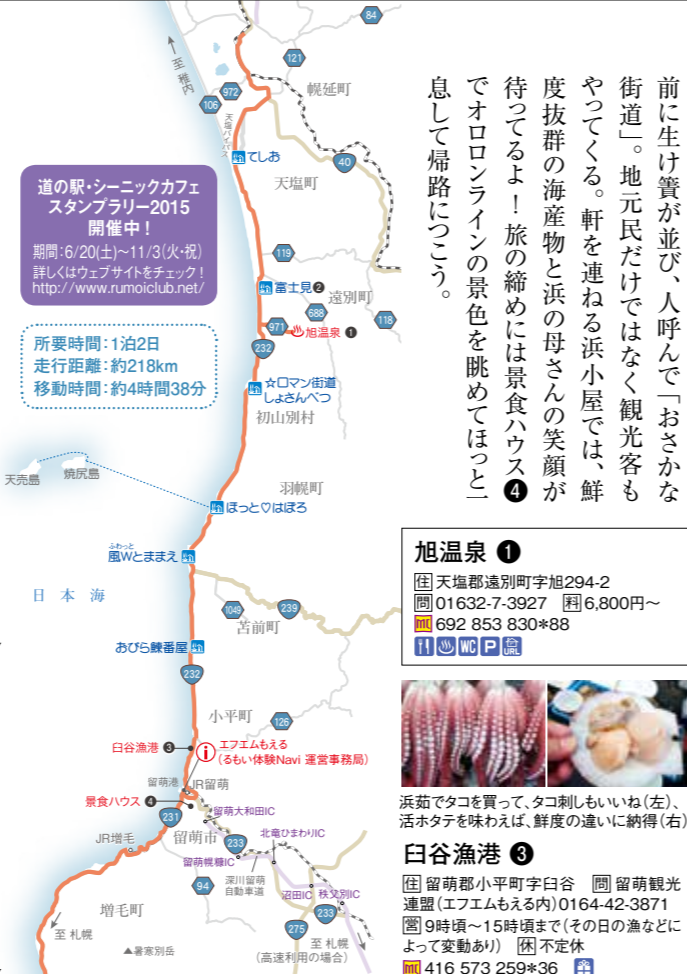 前に生け簀が並び、人呼んで「おさかな
街道」。地元民だけではなく観光客も
やってくる。軒を連ねる浜小屋では、鮮
度抜群の海産物と浜の母さんの笑顔が
待ってるよ！旅の締めには景食ハウス❹
でオロロンラインの景色を眺めてほっと一
息して帰路につこう。
84
至 稚内
121
972
幌延町
106
天塩バイパス
てしお
40
天塩町
道の駅・シーニックカフェ
スタンプラリー2015
開催中！
期間：6/20(土)～11/3(火・祝)
詳しくはウェブサイトをチェック！
http://www.rumoiclub.net/
119
富士見❷
遠別町
688
118
971
旭温泉 ❶
232
所要時間：1泊2日
走行距離：約218km
移動時間：約4時間38分
☆ロマン街道
しょさんべつ
初山別村
天売島
焼尻島
羽幌町
ほっと♡はぼろ
ふわっと
風Wとままえ
日本海
1049
239
苫前町
おびら鰊番屋
232
小平町
126
臼谷漁港 ❸
エフエムもえる
(るもい体験Navi 運営事務局)
留萌港
JR留萌
景食ハウス ❹
231
留萌大和田IC
JR増毛
留萌市
233
北竜ひまわりIC
留萌幌糠IC
94
深川留萌
自動車道
沼田IC
秩父別IC
233
増毛町
275
至 札幌
至 札幌
(高速利用の場合)
▲暑寒別岳
旭温泉 ❶
住 天塩郡遠別町字旭294-2
問 01632-7-3927 料 6,800円～
692 853 830*88
WC P URL
浜茹でタコを買って、タコ刺しもいいね（左）、
活ホタテを味わえば、鮮度の違いに納得（右）
臼谷漁港 ❸
住 留萌郡小平町字臼谷 問 留萌観光
連盟（エフエムもえる内）0164-42-3871
営 9時頃～15時頃まで（その日の漁などに
よって変動あり） 休 不定休
416 573 259*36